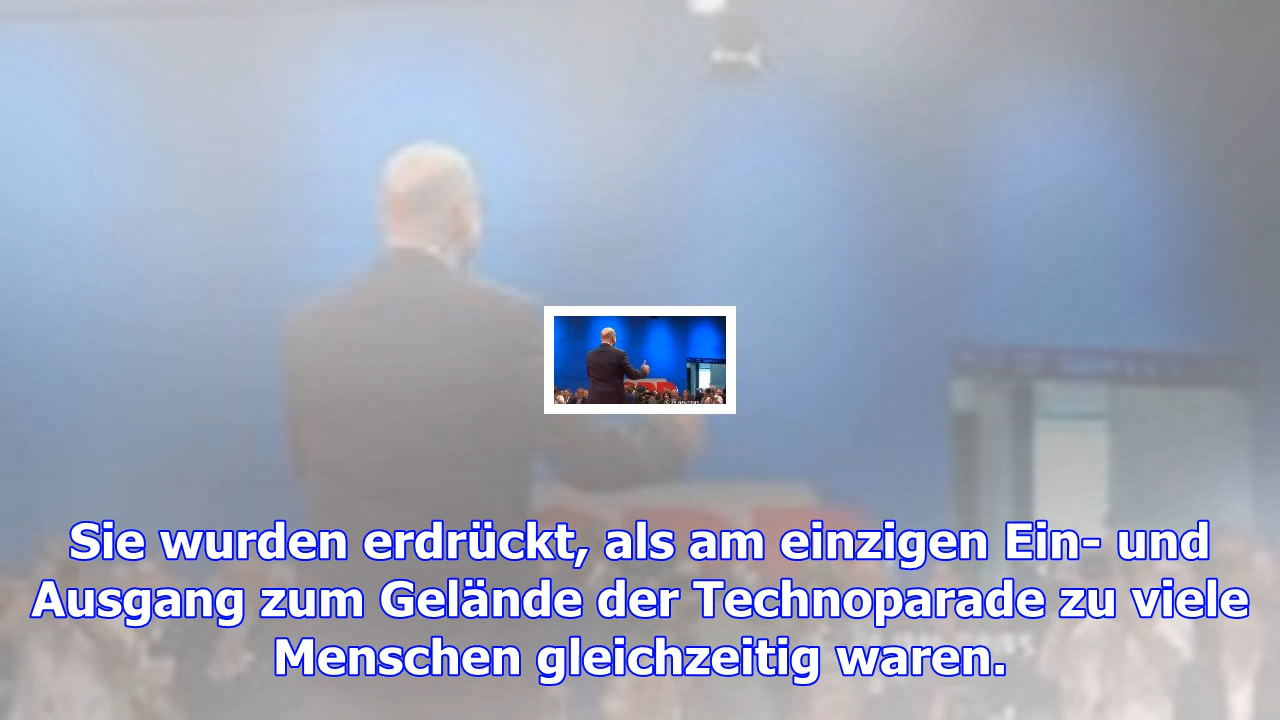 Sie wurden erdrückt, als am einzigen Ein- und
Ausgang zum Gelände der Technoparade zu viele
Menschen gleichzeitig waren.